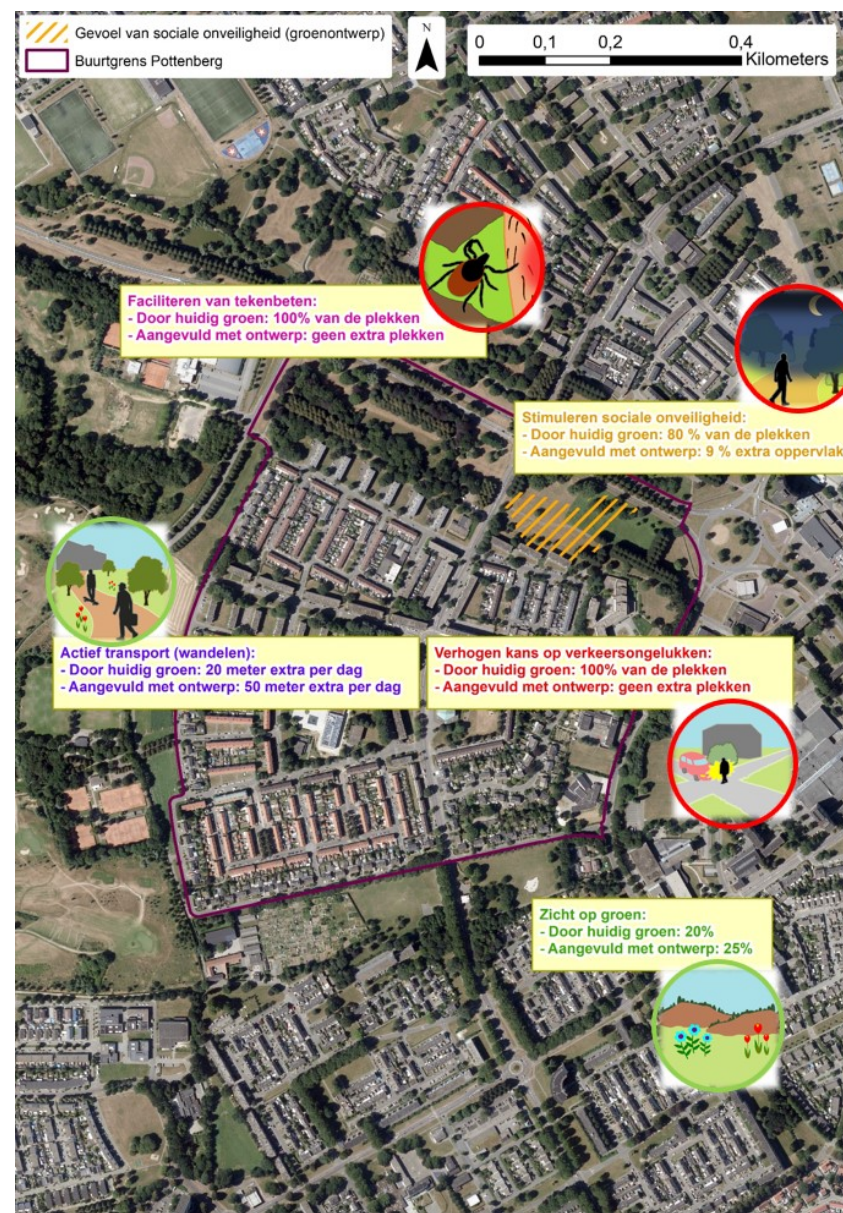 Gevoel van sociale onveiligheid (groenontwerp)
Buurtgrens Pottenberg
N
0 0,1 0,2 0,4
Kilometers
Faciliteren van tekenbeten:
- Door huidig groen: 100% van de plekken
- Aangevuld met ontwerp: geen extra plekken
Stimuleren sociale onveiligheid:
- Door huidig groen: 80 % van de plekken
- Aangevuld met ontwerp: 9 % extra oppervlak
Actief transport (wandelen):
- Door huidig groen: 20 meter extra per dag
- Aangevuld met ontwerp: 50 meter extra per dag
Verhogen kans op verkeersongelukken:
- Door huidig groen: 100% van de plekken
- Aangevuld met ontwerp: geen extra plekken
Zicht op groen:
- Door huidig groen: 20%
- Aangevuld met ontwerp: 25%